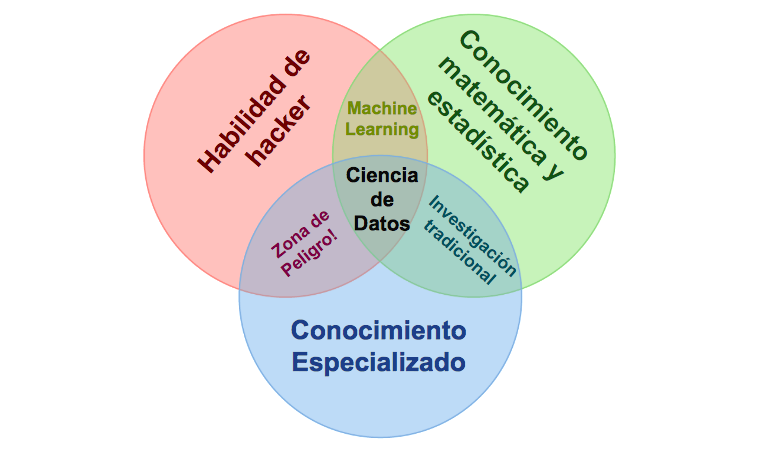 Habilidad de
hacker
Conocimiento
matemática y
estadística
Machine
Learning
Ciencia
de
Datos
Zona de
Peligro!
Investigación
tradicional
Conocimiento
Especializado